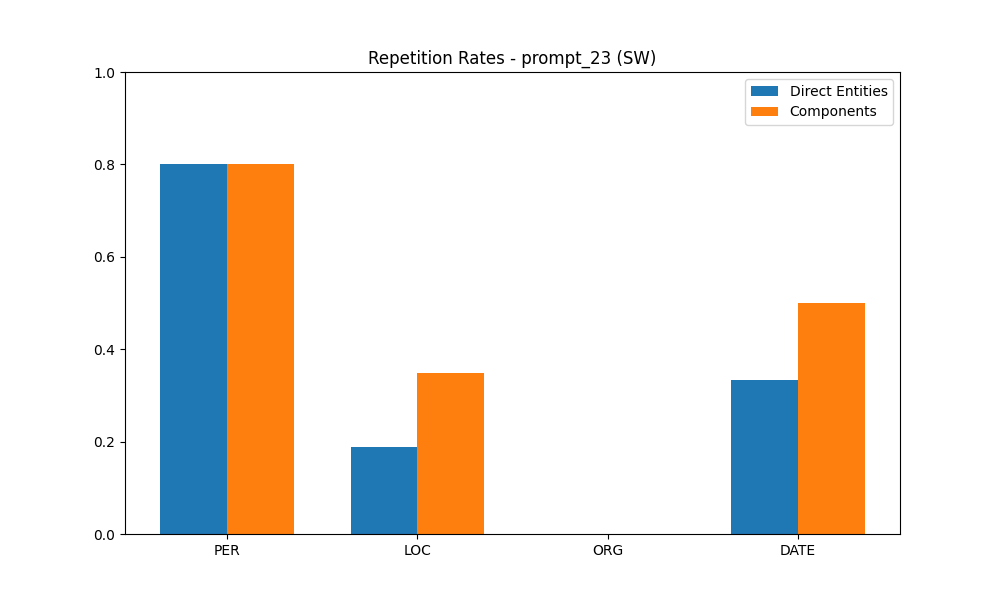 Repetition Rates - prompt_23 (SW)
Direct Entities
Components
1.0
0.8
0.6
0.4
0.2
0.0
PER LOC ORG DATE